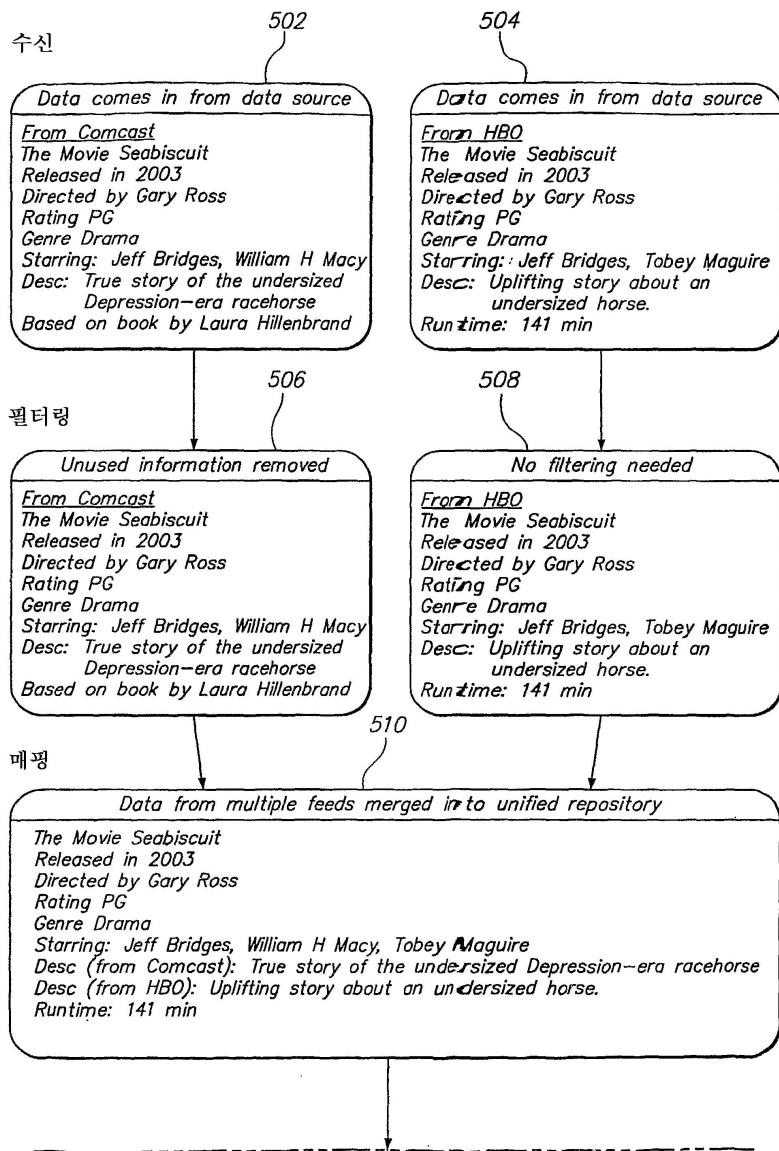 수신
502
Data comes in from data source
From Comcast
The Movie Seabiscuit
Released in 2003
Directed by Gary Ross
Rating PG
Genre Drama
Starring: Jeff Bridges, William H Macy
Desc: True story of the undersized
Depression-era racehorse
Based on book by Laura Hillenbrand
504
Data comes in from data source
From HBO
The Movie Seabiscuit
Released in 2003
Directed by Gary Ross
Rating PG
Genre Drama
Starring: Jeff Bridges, Tobey Maguire
Desc: Uplifting story about an
undersized horse.
Runtime: 141 min
필터링
506
Unused information removed
From Comcast
The Movie Seabiscuit
Released in 2003
Directed by Gary Ross
Rating PG
Genre Drama
Starring: Jeff Bridges, William H Macy
Desc: True story of the undersized
Depression-era racehorse
Based on book by Laura Hillenbrand
508
No filtering needed
From HBO
The Movie Seabiscuit
Released in 2003
Directed by Gary Ross
Rating PG
Genre Drama
Starring: Jeff Bridges, Tobey Maguire
Desc: Uplifting story about an
undersized horse.
Runtime: 141 min
매핑
510
Data from multiple feeds merged into unified repository
The Movie Seabiscuit
Released in 2003
Directed by Gary Ross
Rating PG
Genre Drama
Starring: Jeff Bridges, William H Macy, Tobey Maguire
Desc (from Comcast): True story of the undersized Depression-era racehorse
Desc (from HBO): Uplifting story about an undersized horse.
Runtime: 141 min